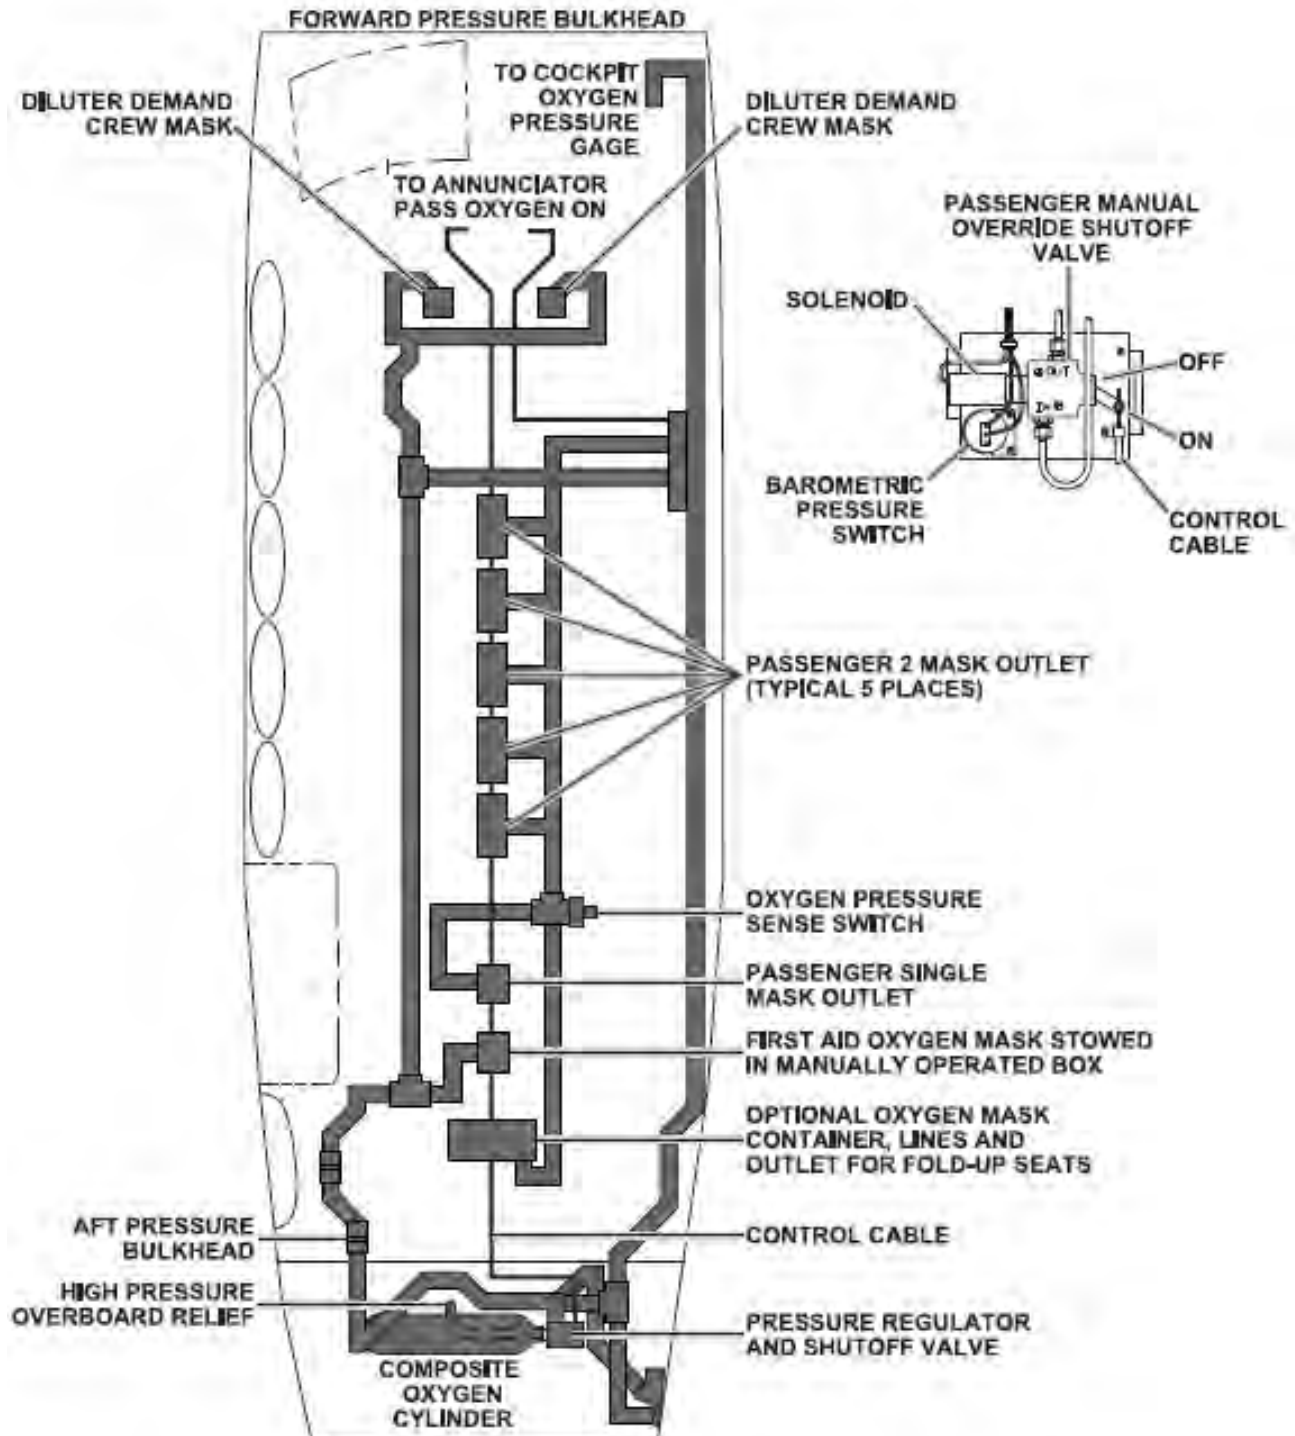 FORWARD PRESSURE BULKHEAD
TO COCKPIT
OXYGEN
PRESSURE
GAGE
DILUTER DEMAND
CREW MASK
DILUTER DEMAND
CREW MASK
TO ANNUNCIATOR
PASS OXYGEN ON
PASSENGER MANUAL
OVERRIDE SHUTOFF
VALVE
SOLENOID
OUT
IN
OFF
ON
BAROMETRIC
PRESSURE
SWITCH
CONTROL
CABLE
PASSENGER 2 MASK OUTLET
(TYPICAL 5 PLACES)
OXYGEN PRESSURE
SENSE SWITCH
PASSENGER SINGLE
MASK OUTLET
FIRST AID OXYGEN MASK STOWED
IN MANUALLY OPERATED BOX
OPTIONAL OXYGEN MASK
CONTAINER, LINES AND
OUTLET FOR FOLD-UP SEATS
AFT PRESSURE
BULKHEAD
CONTROL CABLE
HIGH PRESSURE
OVERBOARD RELIEF
PRESSURE REGULATOR
AND SHUTOFF VALVE
COMPOSITE
OXYGEN
CYLINDER